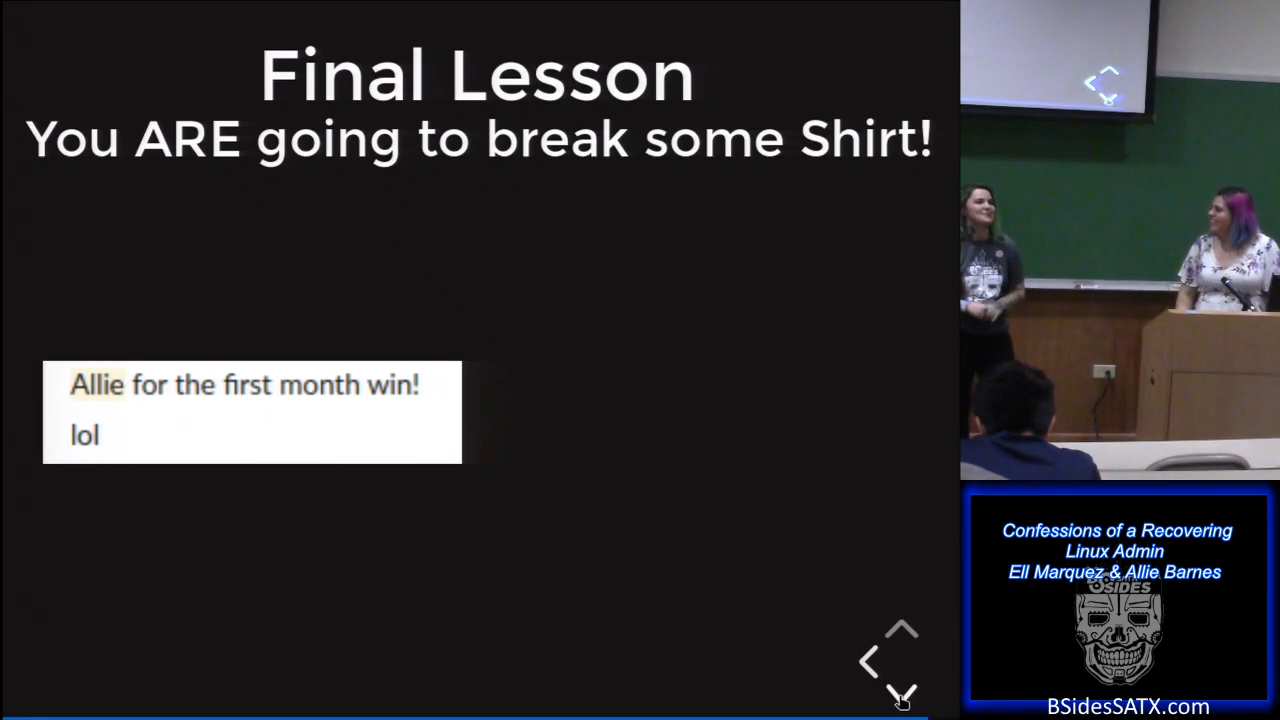 Final Lesson
You ARE going to break some Shirt!
Allie for the first month win!
lol
Confessions of a Recovering
Linux Admin
Ell Marquez & Allie Barnes
BSIDES
BSidesSATX.com